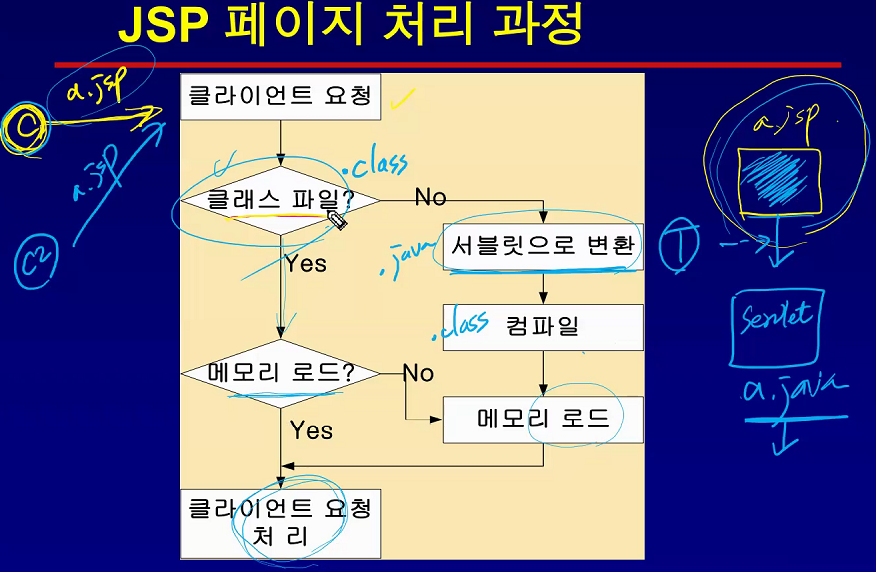 JSP 페이지 처리 과정
a.jsp
C
a.jsp
C2
클라이언트 요청
.class
클래스 파일?
No
Yes
.java
서블릿으로 변환
.class
컴파일
메모리 로드?
No
메모리 로드
Yes
클라이언트 요청
처 리
a.jsp
T
Servlet
a.java